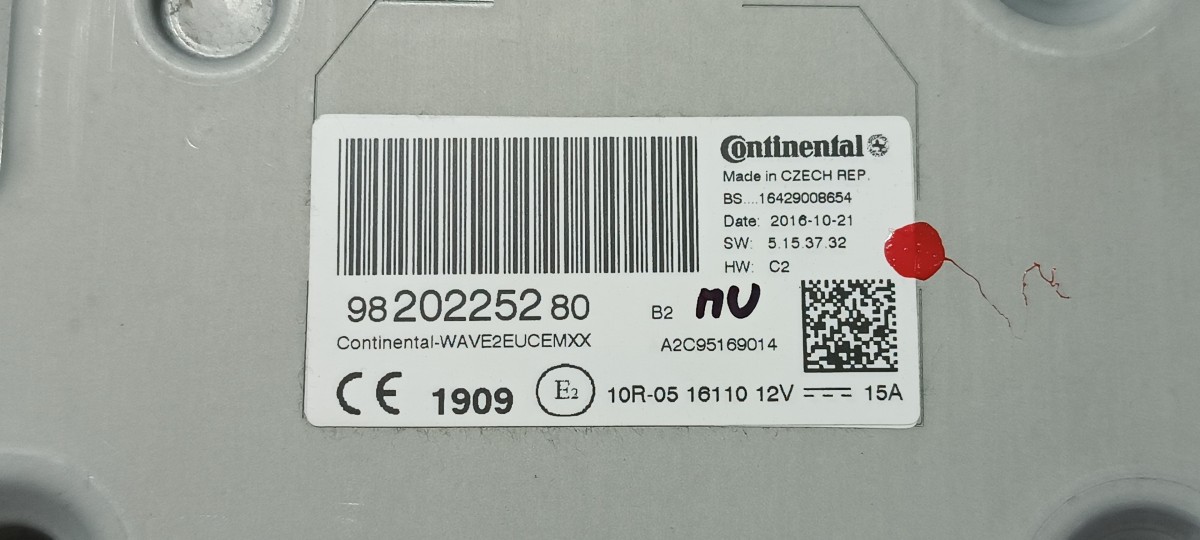 Continental
Made in CZECH REP.
BS....16429008654
Date: 2016-10-21
SW: 5.15.37.32
HW: C2
98 202252 80 B2 MU
Continental-WAVE2EUCEMXX A2C95169014
CE 1909 E2 10R-05 16110 12V 15A